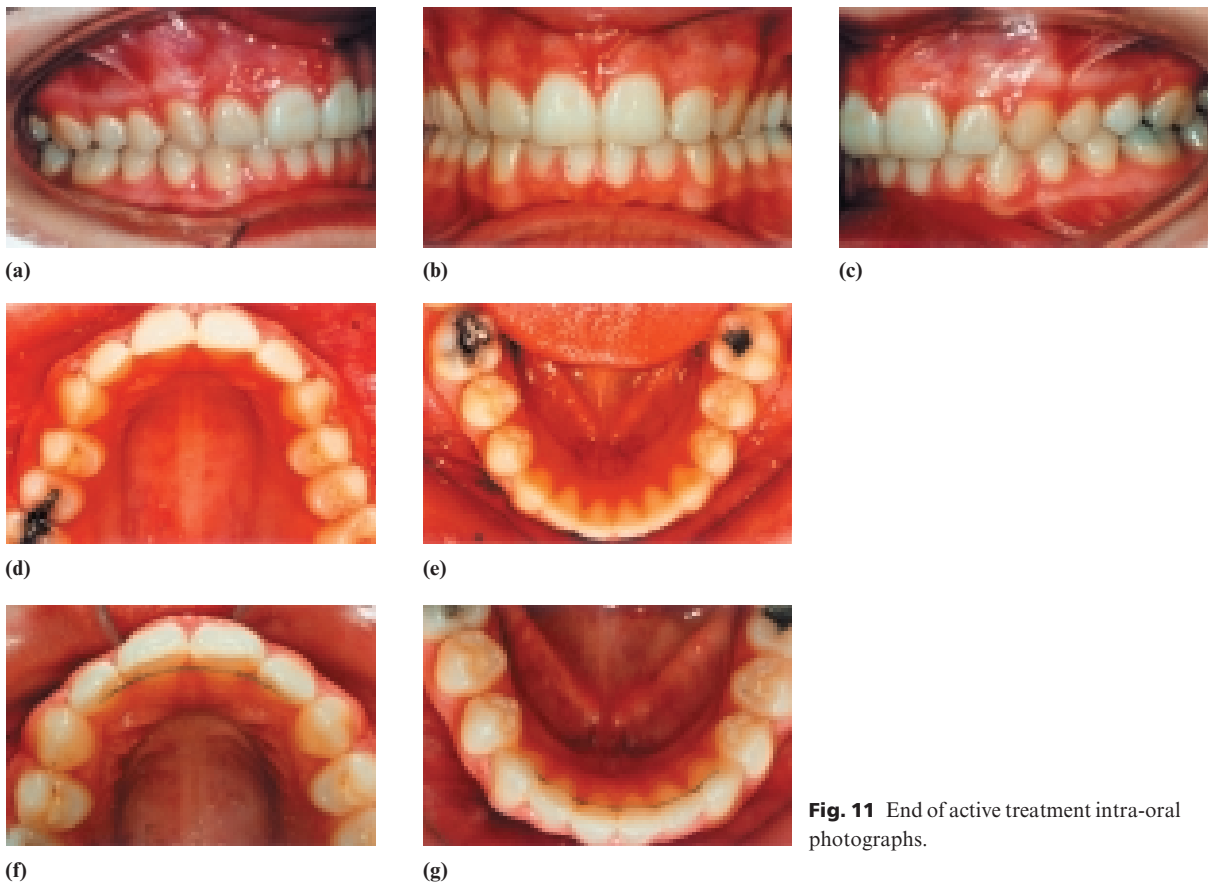 (a)
(b)
(c)
(d)
(e)
(f)
(g)
Fig. 11 End of active treatment intra-oral
photographs.